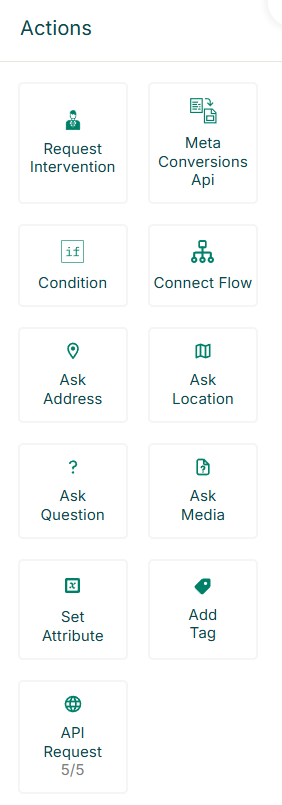 Actions
Request
Intervention
Meta
Conversions
Api
if
Condition
Connect Flow
Ask
Address
Ask
Location
?
Ask
Question
?
Ask
Media
x
Set
Attribute
Add
Tag
API
Request
5/5